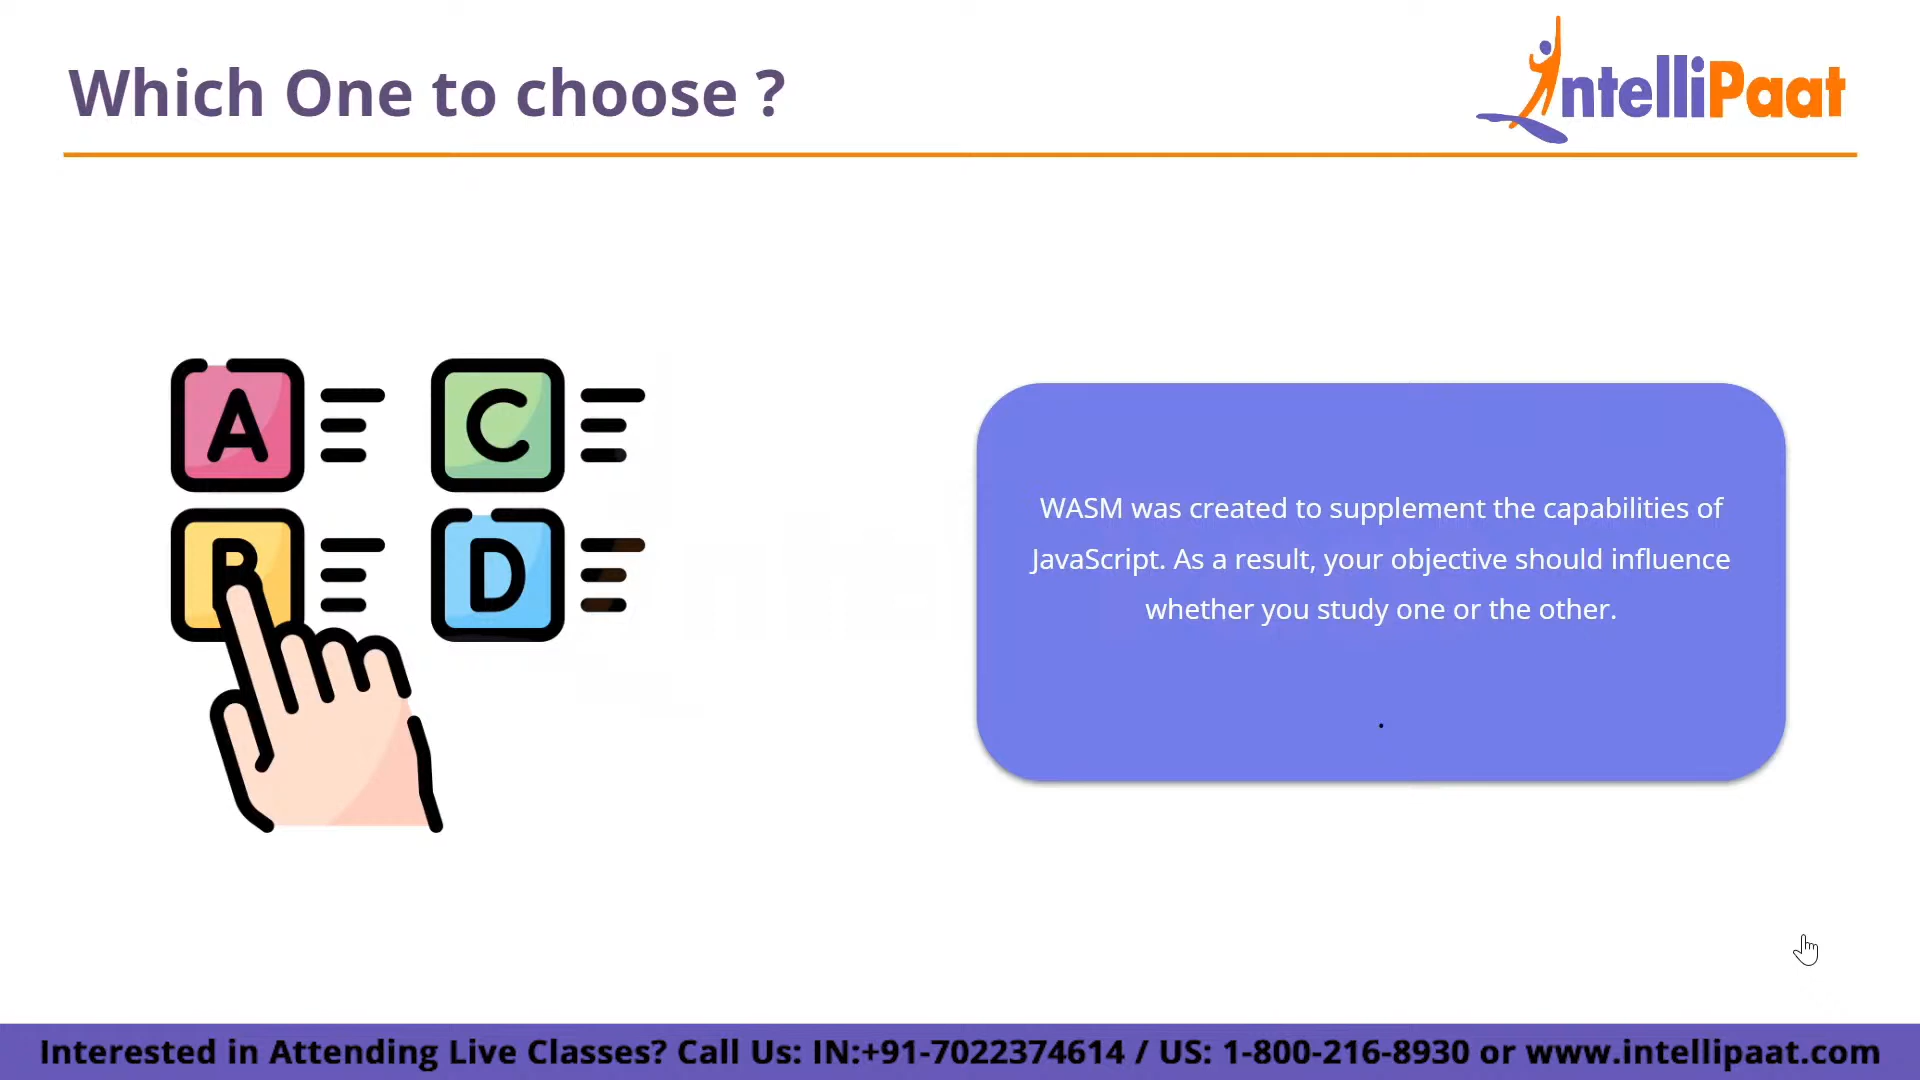 Which One to choose ?
IntelliPaat
A
C
B
D
WASM was created to supplement the capabilities of
JavaScript. As a result, your objective should influence
whether you study one or the other.
.
Interested in Attending Live Classes? Call Us: IN:+91-7022374614 / US: 1-800-216-8930 or www.intellipaat.com